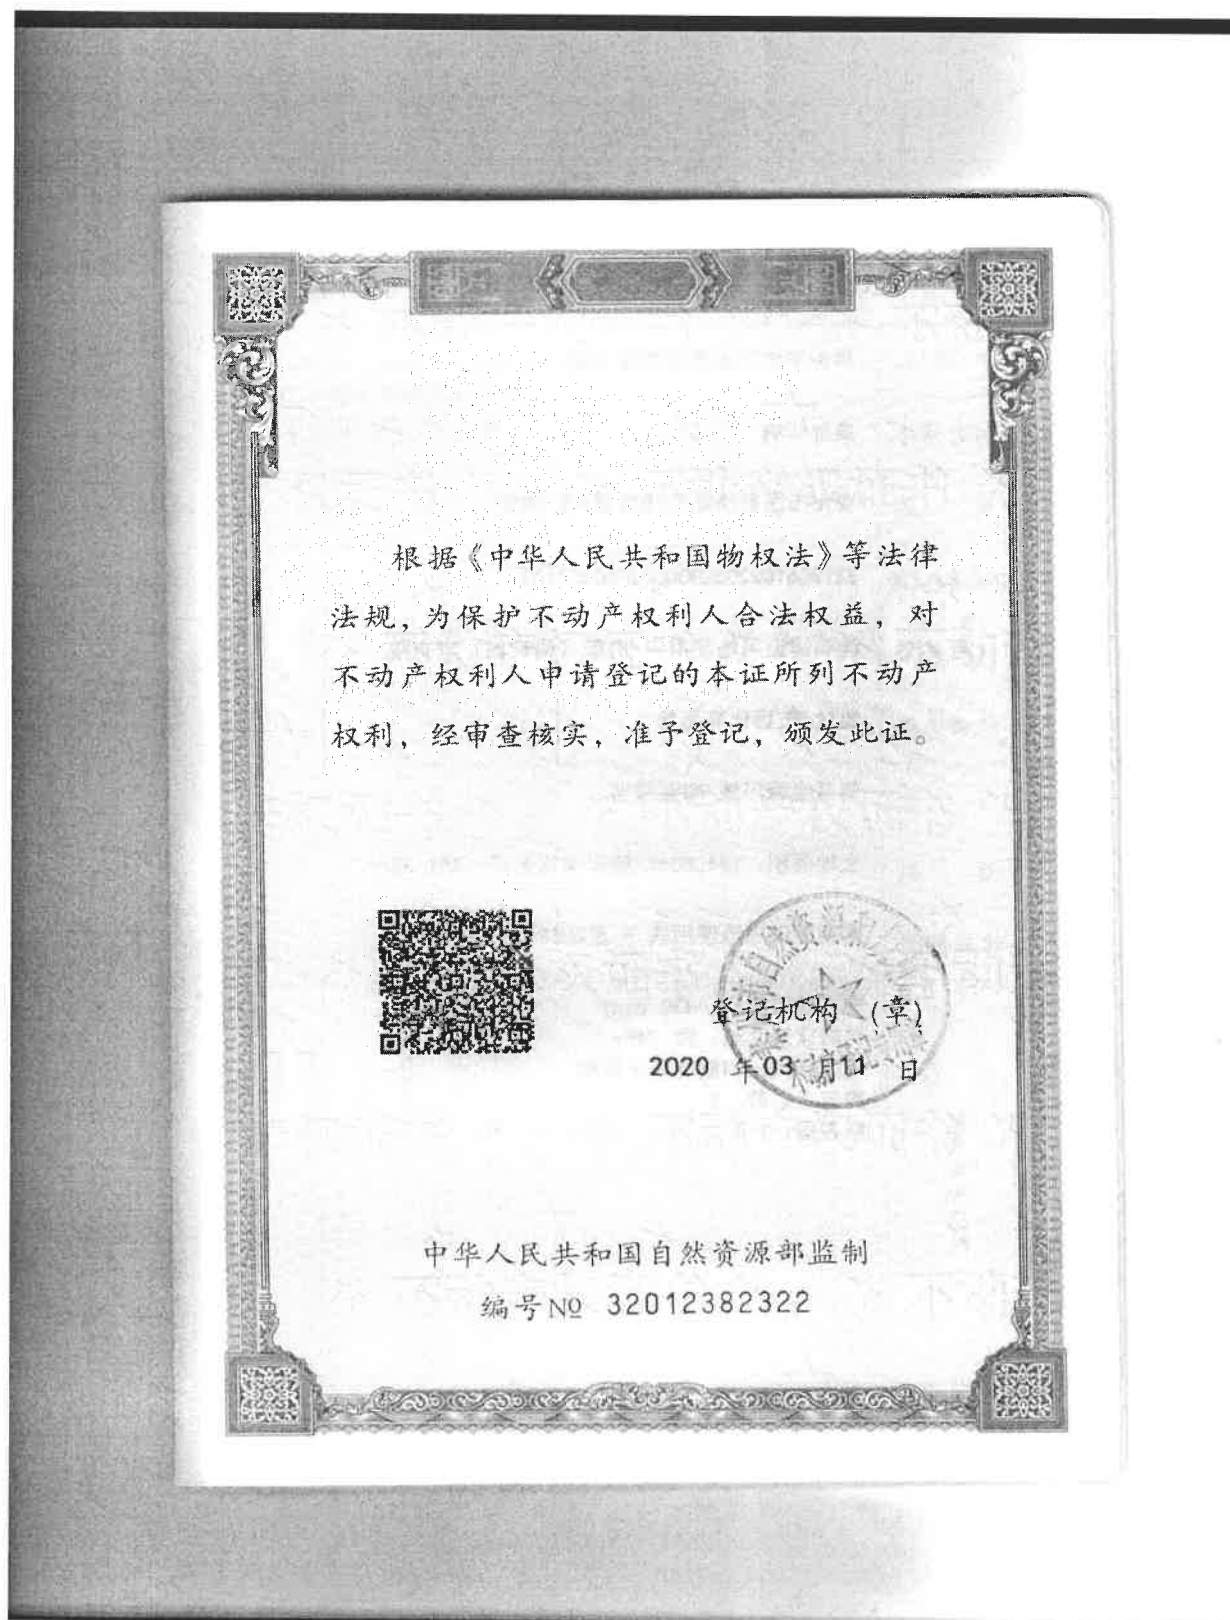 根据《中华人民共和国物权法》等法律
法规，为保护不动产权利人合法权益，对
不动产权利人申请登记的本证所列不动产
权利，经审查核实，准予登记，颁发此证。
登记机构（章）
2020 年 03 月 11 日
中华人民共和国自然资源部监制
编号№ 32012382322